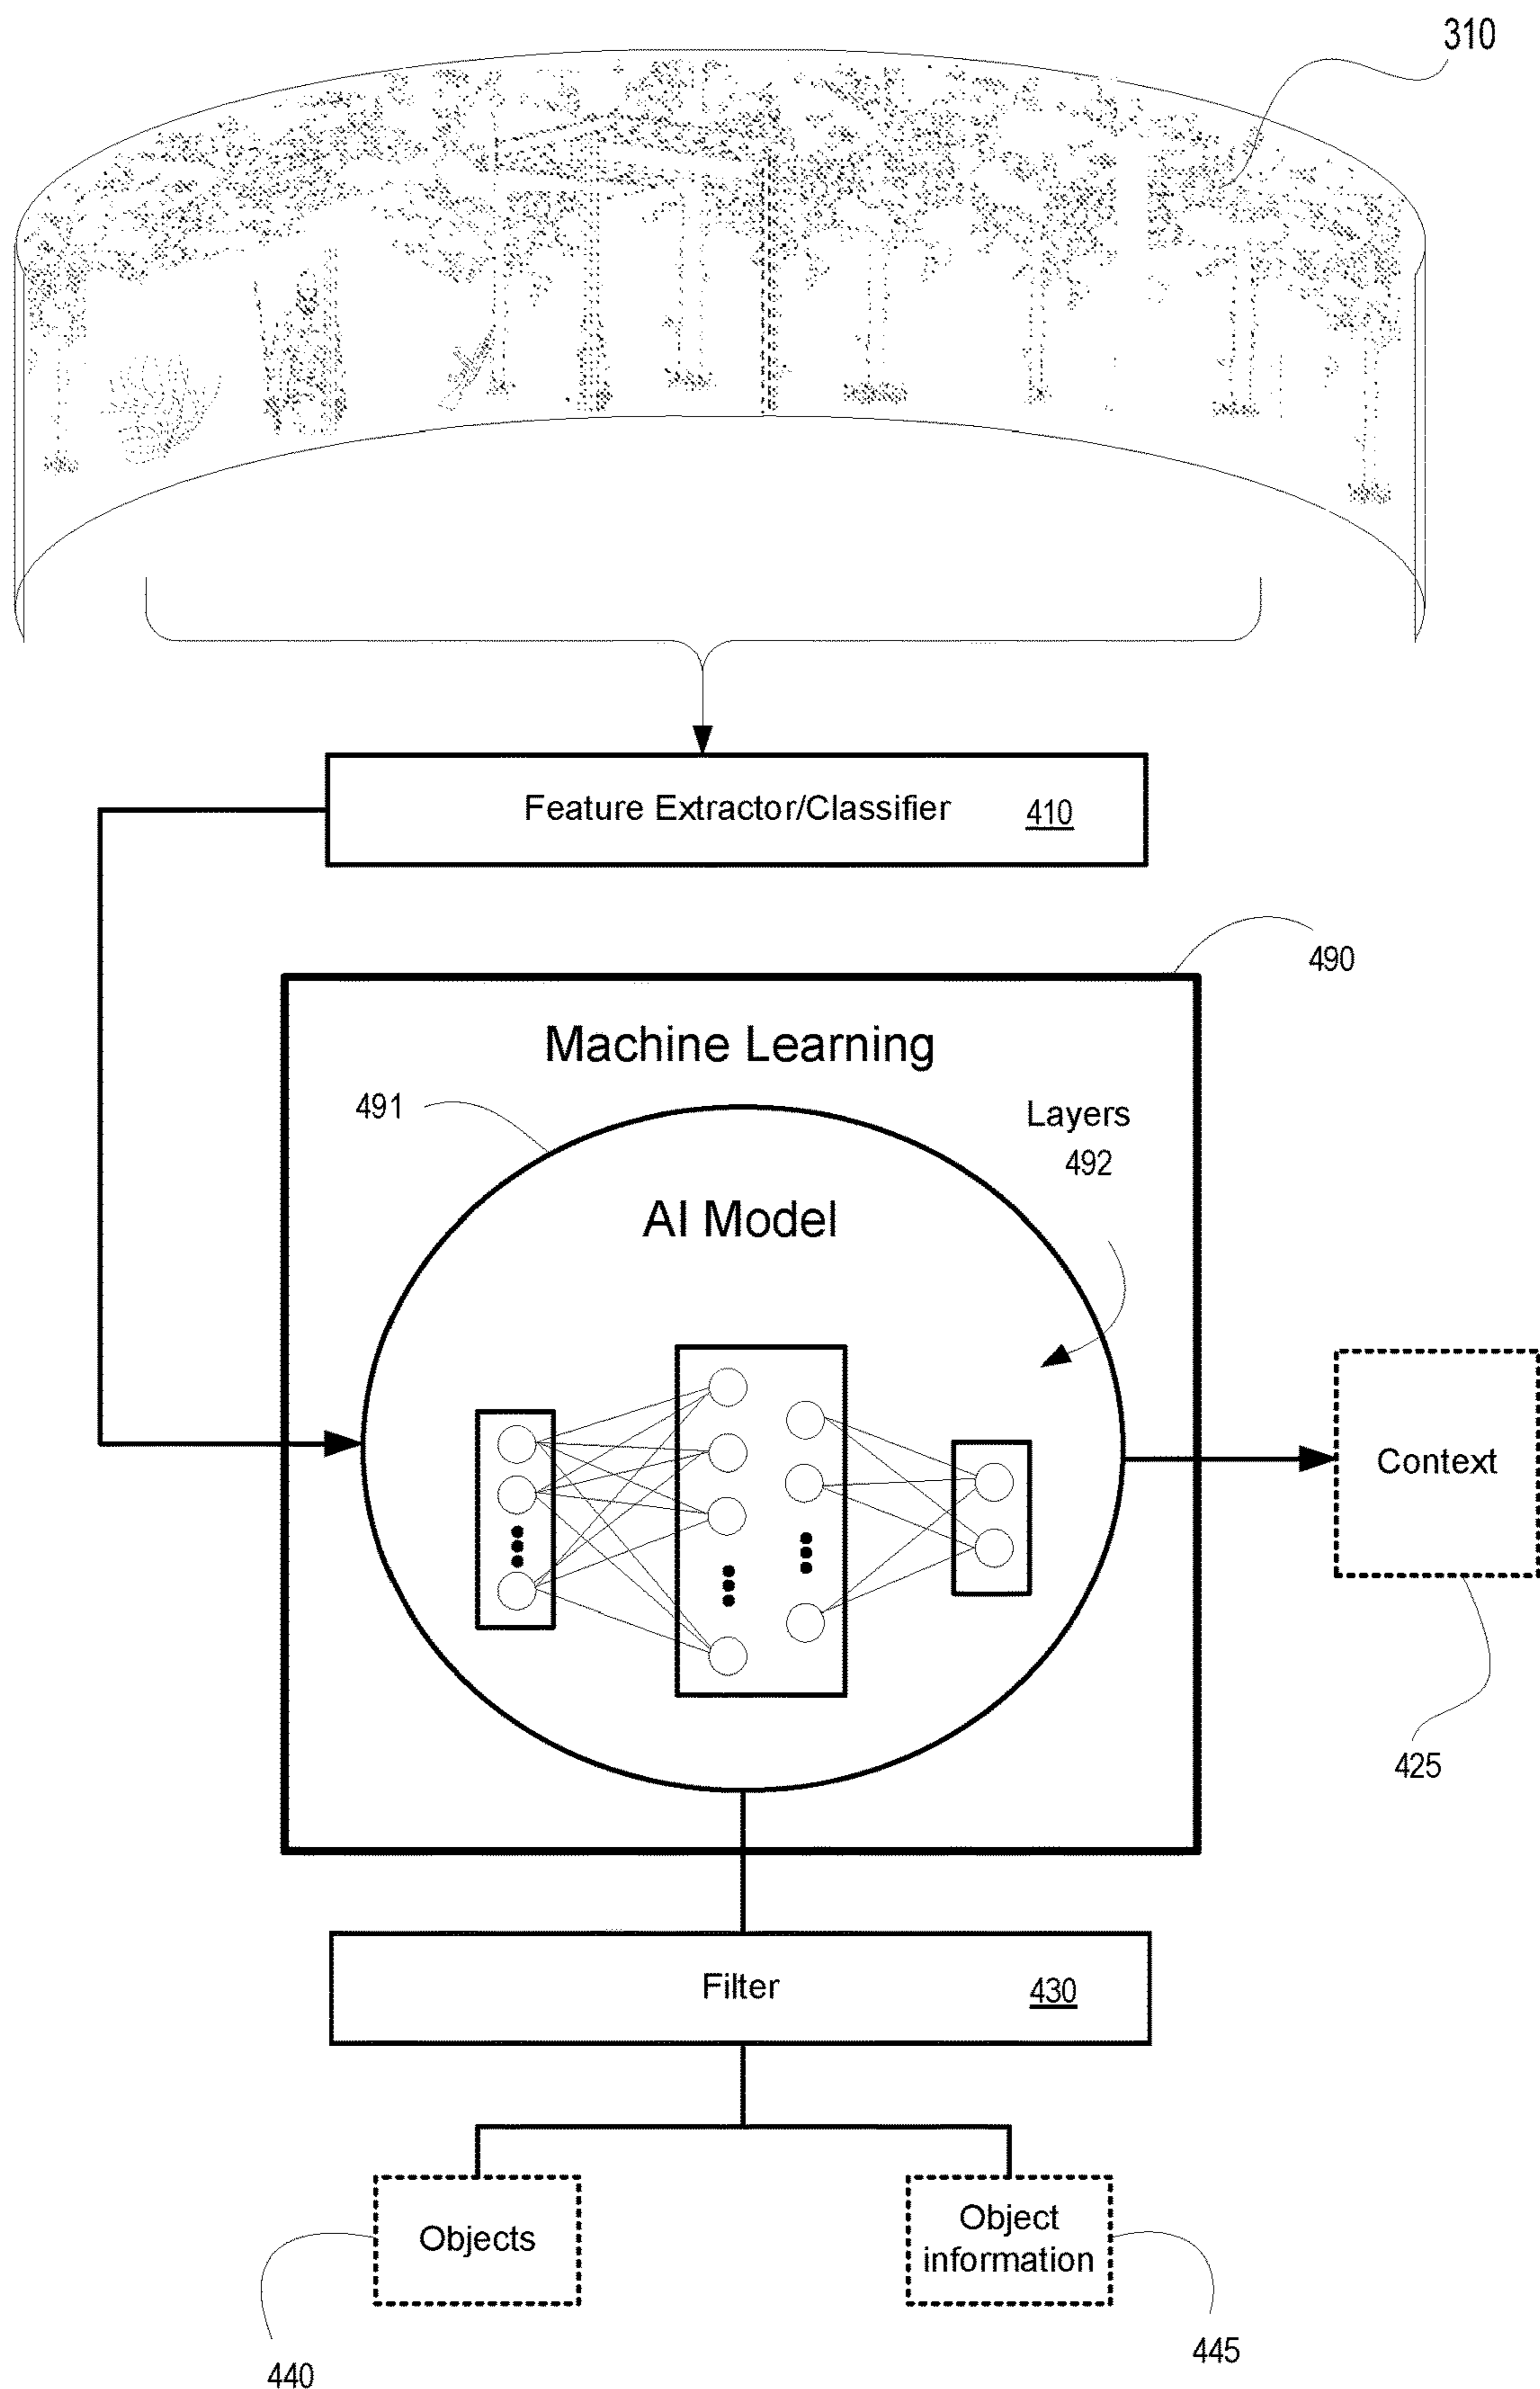 310
Feature Extractor/Classifier 410
490
Machine Learning
491
Layers
492
AI Model
Context
425
Filter 430
Objects
Object
information
440
445